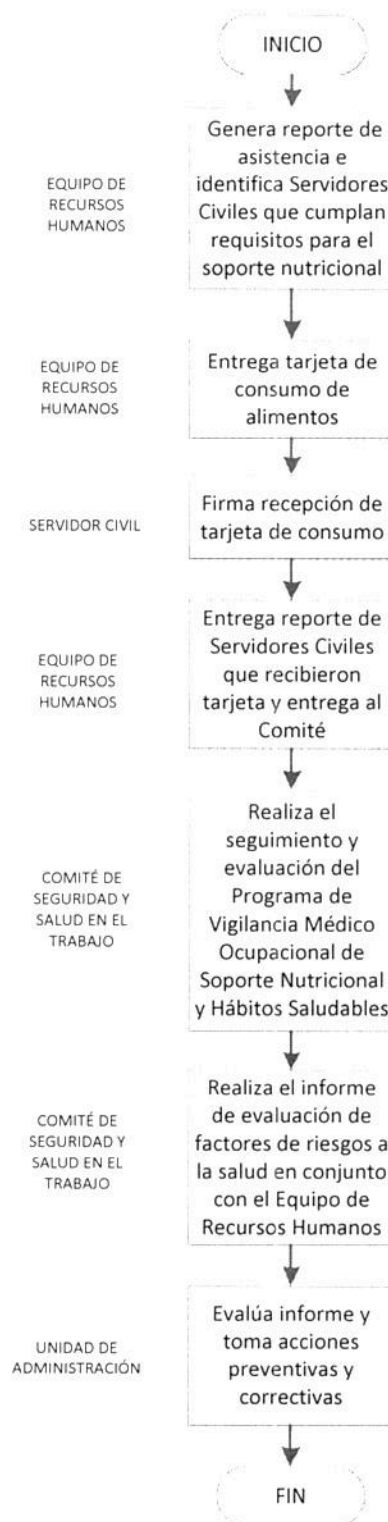 INICIO
EQUIPO DE
RECURSOS
HUMANOS
Genera reporte de
asistencia e
identifica Servidores
Civiles que cumplan
requisitos para el
soporte nutricional
EQUIPO DE
RECURSOS
HUMANOS
Entrega tarjeta de
consumo de
alimentos
SERVIDOR CIVIL
Firma recepción de
tarjeta de consumo
EQUIPO DE
RECURSOS
HUMANOS
Entrega reporte de
Servidores Civiles
que recibieron
tarjeta y entrega al
Comité
COMITÉ DE
SEGURIDAD Y
SALUD EN EL
TRABAJO
Realiza el
seguimiento y
evaluación del
Programa de
Vigilancia Médico
Ocupacional de
Soporte Nutricional
y Hábitos Saludables
COMITÉ DE
SEGURIDAD Y
SALUD EN EL
TRABAJO
Realiza el informe
de evaluación de
factores de riesgos a
la salud en conjunto
con el Equipo de
Recursos Humanos
UNIDAD DE
ADMINISTRACIÓN
Evalúa informe y
toma acciones
preventivas y
correctivas
FIN